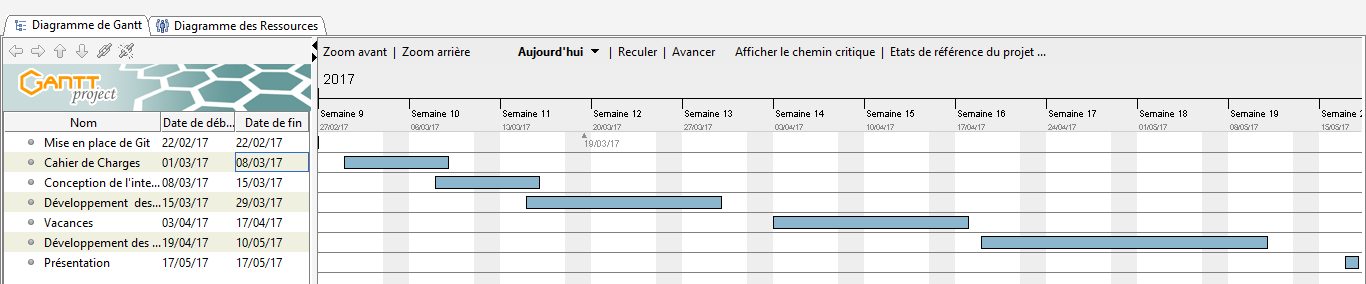 Diagramme de Gantt
Diagramme des Ressources
Zoom avant | Zoom arrière
Aujourd'hui | Reculer | Avancer
Afficher le chemin critique | Etats de référence du projet ...
GANTT
project
2017
Nom Date de déb... Date de fin
Semaine 9 Semaine 10 Semaine 11 Semaine 12 Semaine 13 Semaine 14 Semaine 15 Semaine 16 Semaine 17 Semaine 18 Semaine 19 Semaine 2
27/02/17 06/03/17 13/03/17 20/03/17 27/03/17 03/04/17 10/04/17 17/04/17 24/04/17 01/05/17 08/05/17 15/05/17
19/03/17
Mise en place de Git 22/02/17 22/02/17
Cahier de Charges 01/03/17 08/03/17
Conception de l'inte... 08/03/17 15/03/17
Développement des... 15/03/17 29/03/17
Vacances 03/04/17 17/04/17
Développement des ... 19/04/17 10/05/17
Présentation 17/05/17 17/05/17